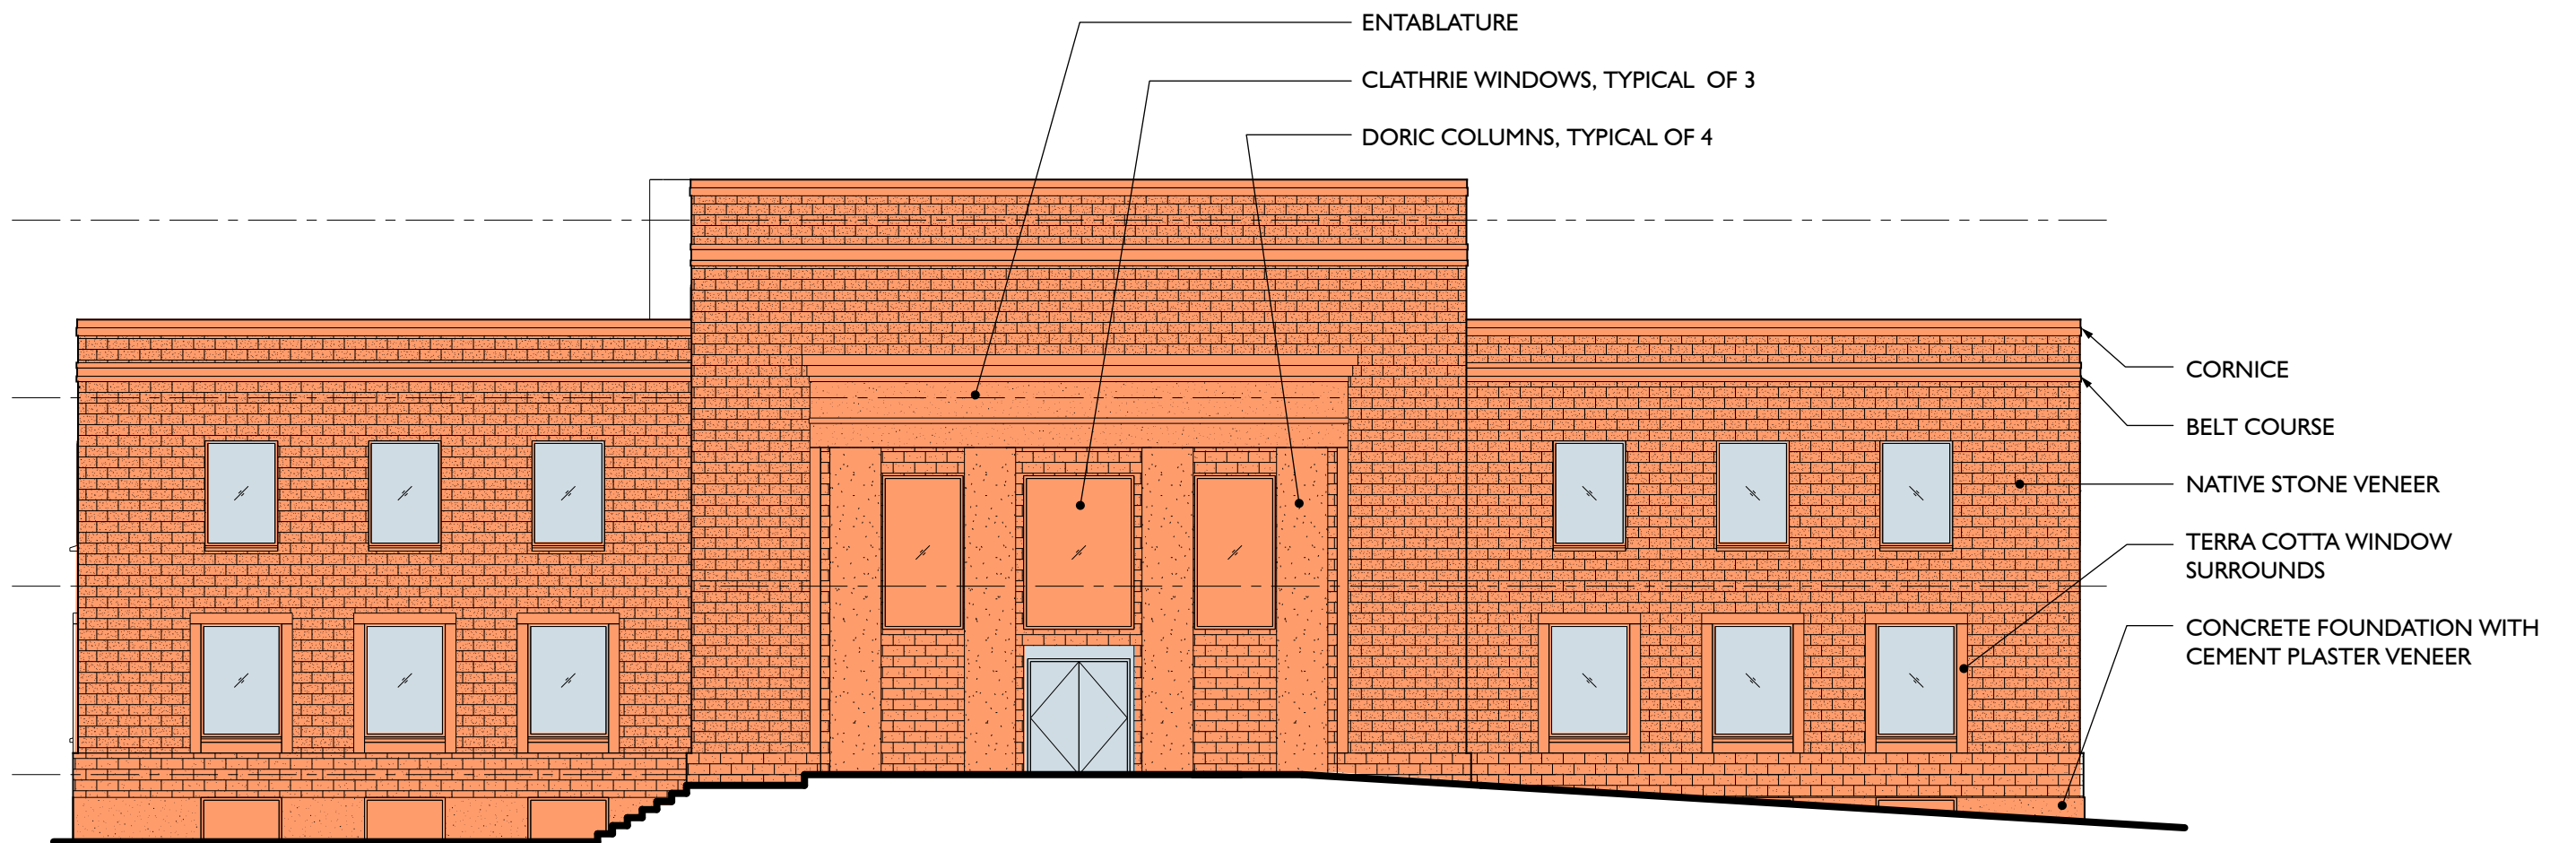 ENTABLATURE
CLATHRIE WINDOWS, TYPICAL OF 3
DORIC COLUMNS, TYPICAL OF 4
CORNICE
BELT COURSE
NATIVE STONE VENEER
TERRA COTTA WINDOW
SURROUNDS
CONCRETE FOUNDATION WITH
CEMENT PLASTER VENEER